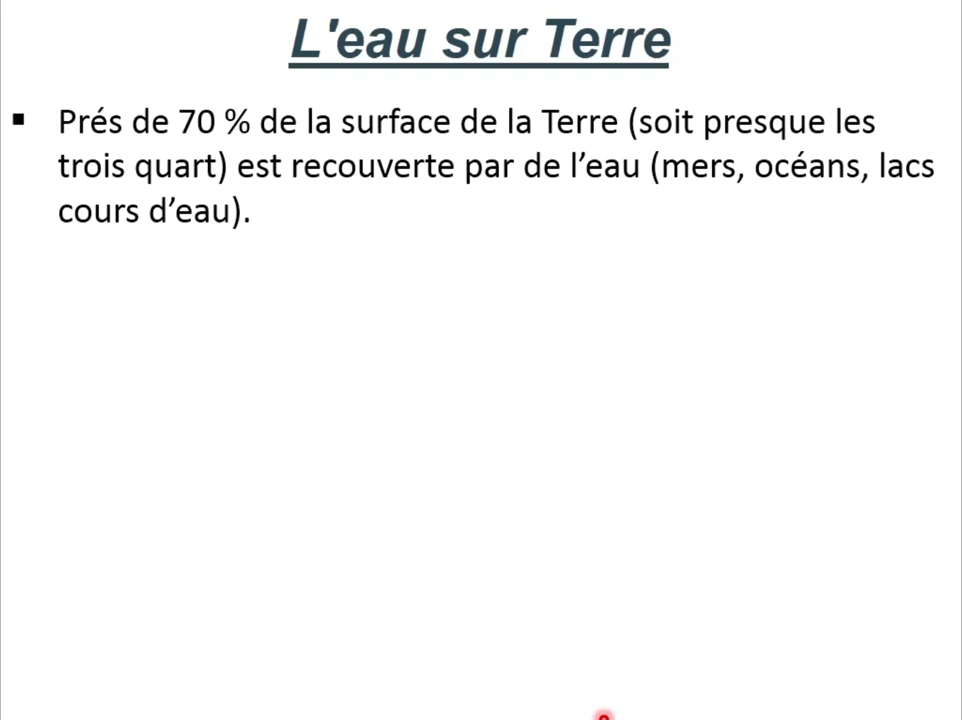 L'eau sur Terre
▪ Prés de 70 % de la surface de la Terre (soit presque les
trois quart) est recouverte par de l’eau (mers, océans, lacs
cours d’eau).